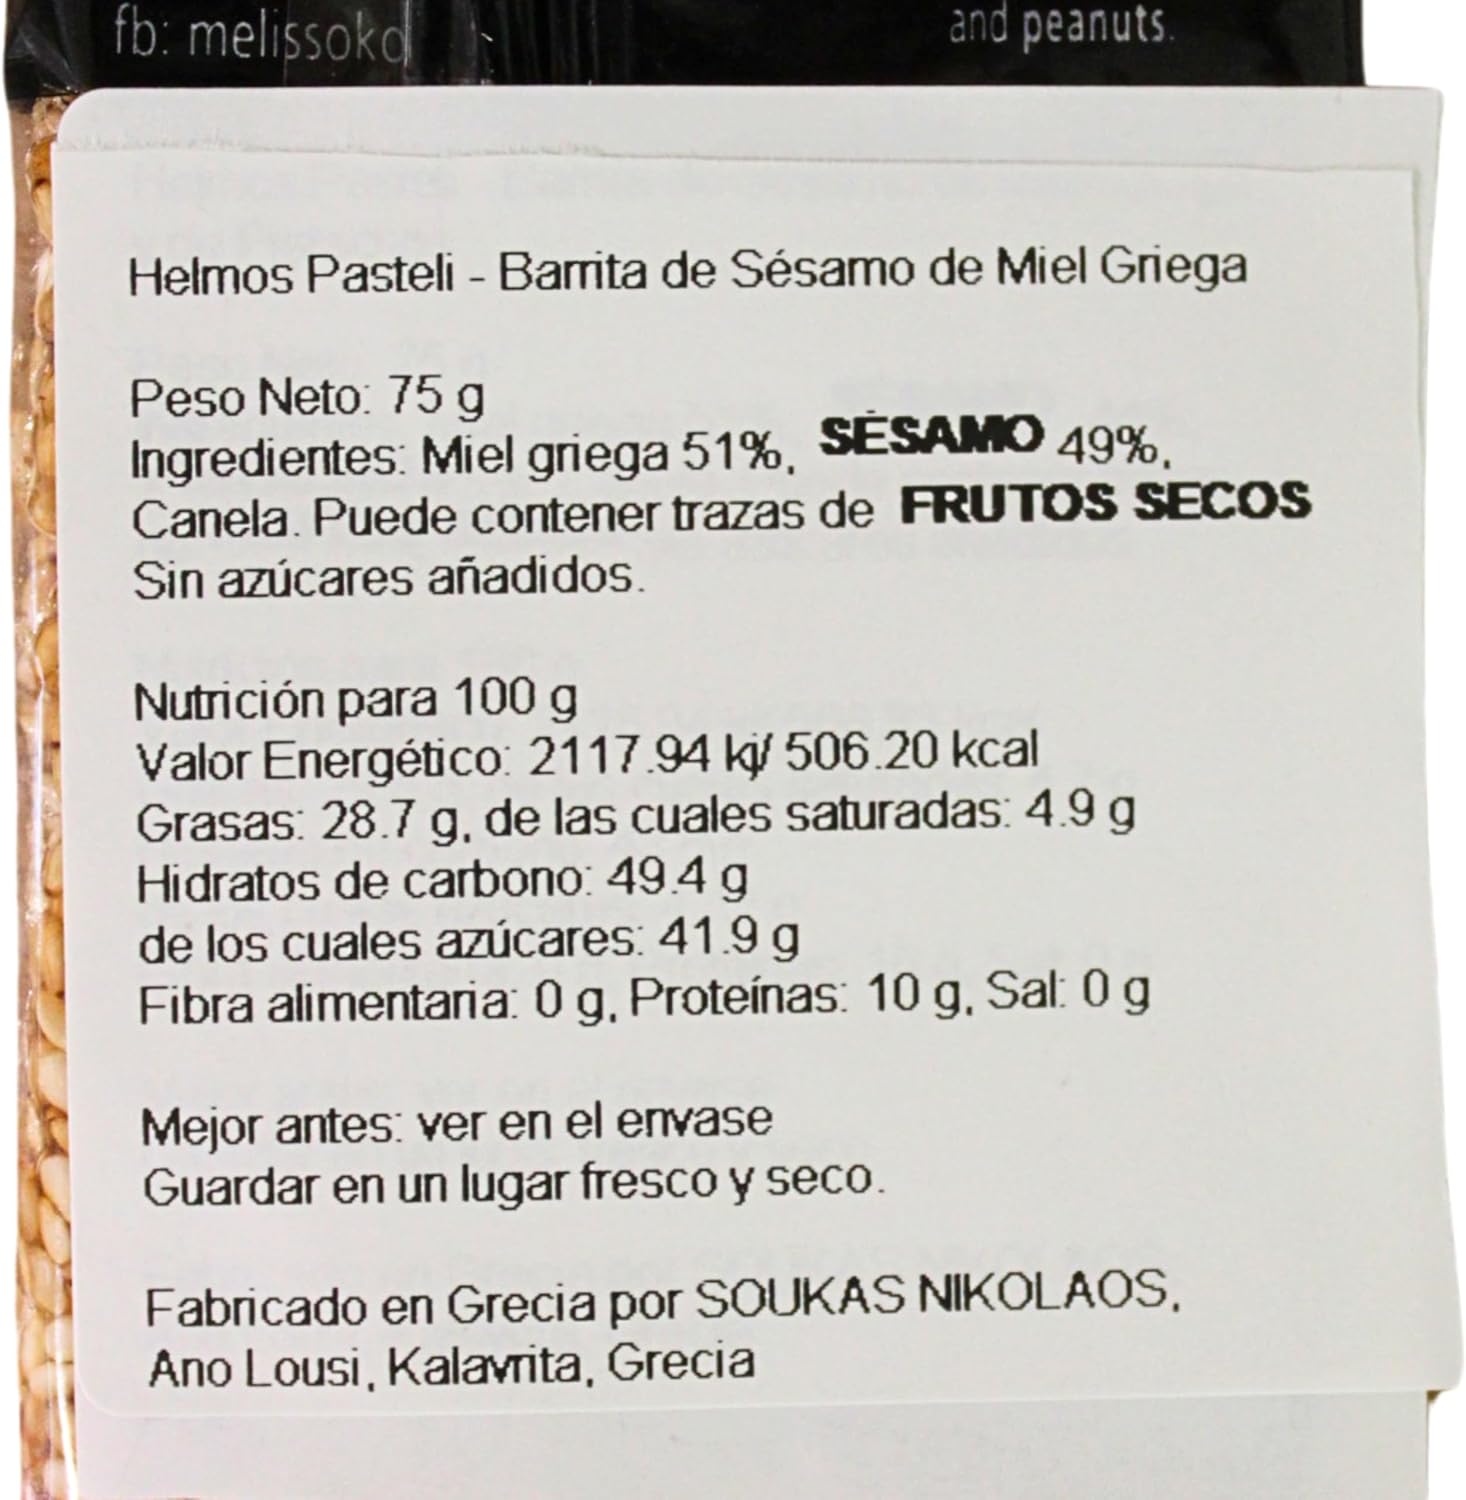 fb: melissoko
and peanuts.
Helmos Pasteli - Barrita de Sésamo de Miel Griega
Peso Neto: 75 g
Ingredientes: Miel griega 51%, SÉSAMO 49%,
Canela. Puede contener trazas de FRUTOS SECOS
Sin azúcares añadidos.
Nutrición para 100 g
Valor Energético: 2117.94 kj/ 506.20 kcal
Grasas: 28.7 g, de las cuales saturadas: 4.9 g
Hidratos de carbono: 49.4 g
de los cuales azúcares: 41.9 g
Fibra alimentaria: 0 g, Proteínas: 10 g, Sal: 0 g
Mejor antes: ver en el envase
Guardar en un lugar fresco y seco.
Fabricado en Grecia por SOUKAS NIKOLAOS,
Ano Lousi, Kalavrita, Grecia